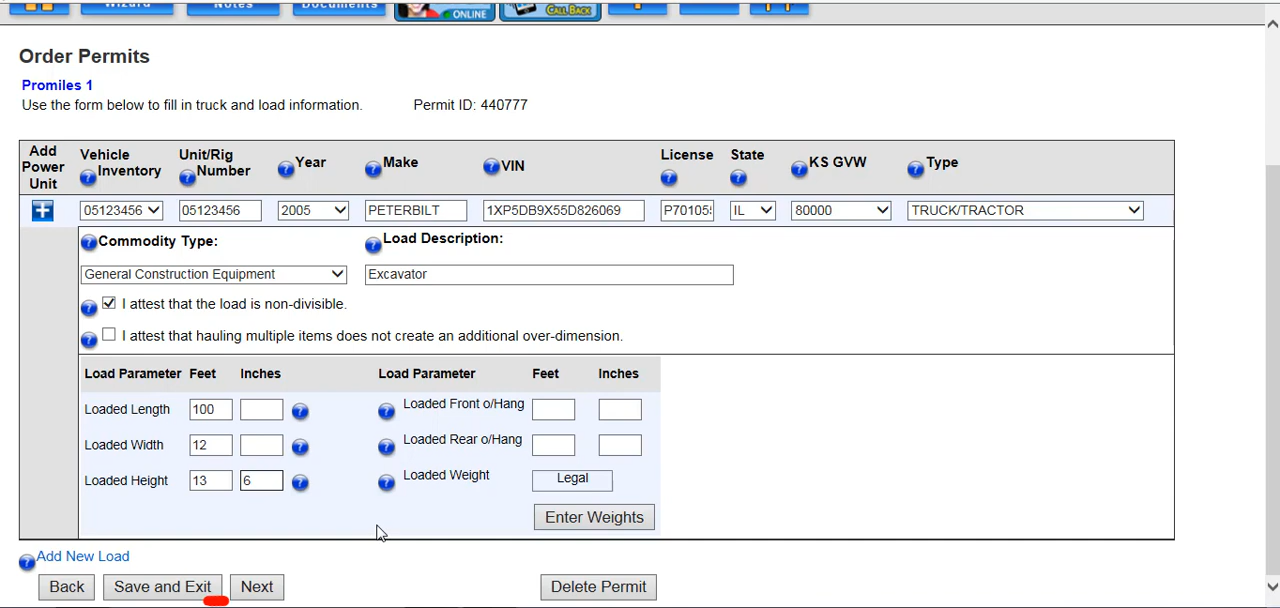 Wizard Notes Documents ONLINE CALL BACK
Order Permits
Promiles 1
Use the form below to fill in truck and load information. Permit ID: 440777
Add Power Unit Vehicle Inventory Unit/Rig Number Year Make VIN License State KS GVW Type
05123456 05123456 2005 PETERBILT 1XP5DB9X55D826069 P70105 IL 80000 TRUCK/TRACTOR
Commodity Type: Load Description:
General Construction Equipment Excavator
I attest that the load is non-divisible.
I attest that hauling multiple items does not create an additional over-dimension.
Load Parameter Feet Inches Load Parameter Feet Inches
Loaded Length 100 Loaded Front o/Hang
Loaded Width 12 Loaded Rear o/Hang
Loaded Height 13 6 Loaded Weight Legal
Enter Weights
Add New Load
Back Save and Exit Next Delete Permit